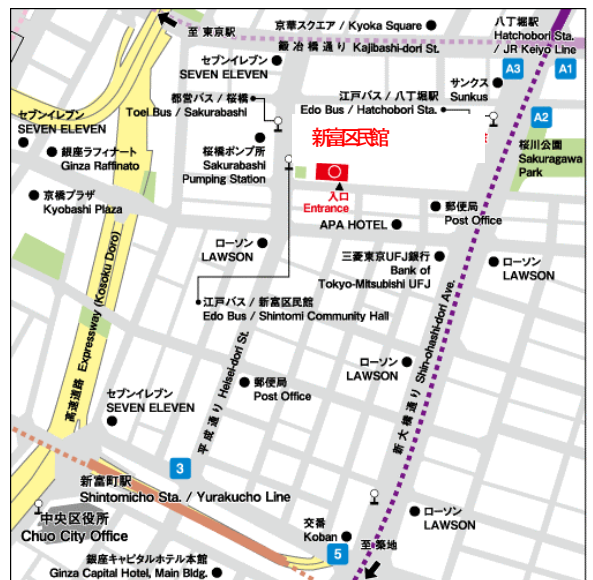 至 東京駅
京華スクエア / Kyoka Square
鍛冶橋通り Kajibashi-dori St.
八丁堀駅
Hatchobori Sta.
/ JR Keiyo Line
A3
A1
セブンイレブン
SEVEN ELEVEN
サンクス
Sunkus
都営バス / 桜橋
Toei Bus / Sakurabashi
江戸バス / 八丁堀駅
Edo Bus / Hatchobori Sta.
A2
セブンイレブン
SEVEN ELEVEN
新富区民館
桜川公園
Sakuragawa
Park
銀座ラフィナート
Ginza Raffinato
桜橋ポンプ所
Sakurabashi
Pumping Station
京橋プラザ
Kyobashi Plaza
入口
Entrance
郵便局
Post Office
APA HOTEL
ローソン
LAWSON
三菱東京UFJ銀行
Bank of
Tokyo-Mitsubishi UFJ
ローソン
LAWSON
江戸バス / 新富区民館
Edo Bus / Shintomi Community Hall
高速道路 Expressway (Kosoku Doro)
平成通り Heisei-dori St.
新大橋通り Shin-ohashi-dori Ave.
ローソン
LAWSON
郵便局
Post Office
セブンイレブン
SEVEN ELEVEN
3
新富町駅
Shintomicho Sta. / Yurakucho Line
中央区役所
Chuo City Office
交番
Koban
至 築地
ローソン
LAWSON
5
銀座キャピタルホテル本館
Ginza Capital Hotel, Main Bldg.